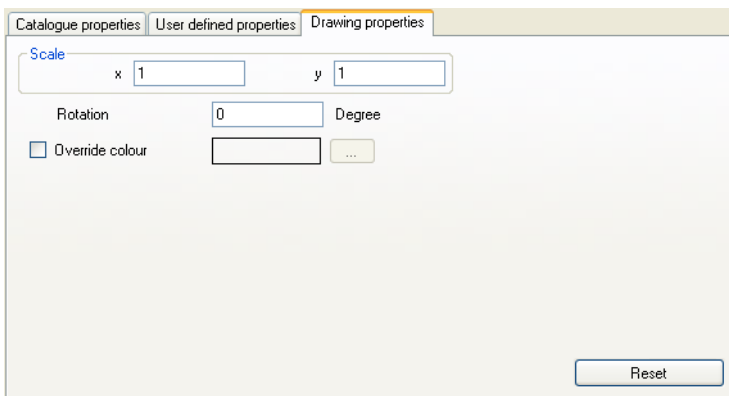 Catalogue properties User defined properties Drawing properties
Scale
x 1 y 1
Rotation 0 Degree
Override colour ...
Reset